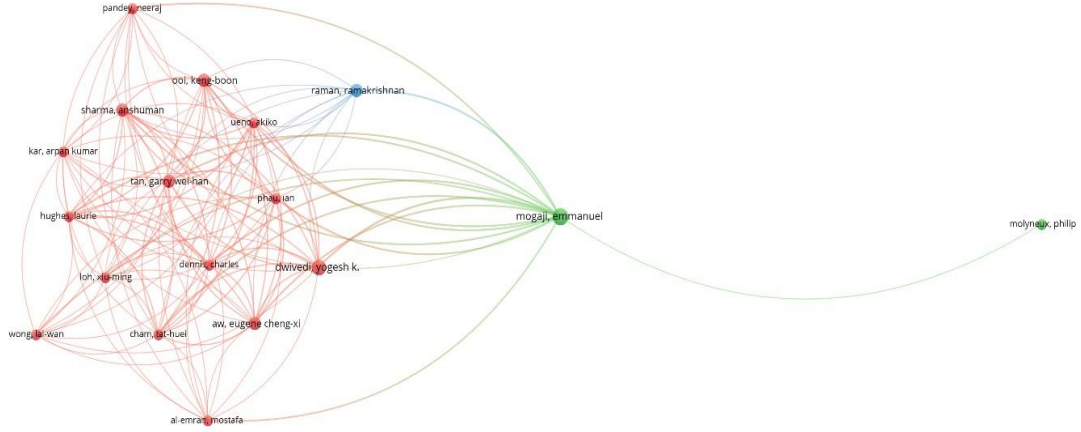 pandey, neeraj
ooi, keng-boon
raman, ramakrishnan
sharma, anshuman
ueno, akiko
kar, arpan kumar
tan, garry wei-han
phau, ian
hughes, laurie
mogaji, emmanuel
molyneux, philip
dennis, charles
dwivedi, yogesh k.
loh, xiu-ming
aw, eugene cheng-xi
wong, lai-wan
cham, tat-huei
al-emran, mostafa